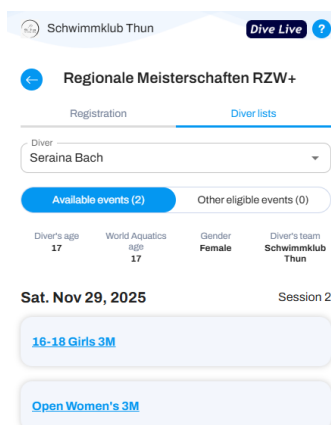 Schwimmklub Thun
Dive Live ?
Regionale Meisterschaften RZW+
Registration Diver lists
Diver
Seraina Bach
Available events (2) Other eligible events (0)
Diver's age World Aquatics age Gender Diver's team
17 17 Female Schwimmklub Thun
Sat. Nov 29, 2025 Session 2
16-18 Girls 3M
Open Women's 3M